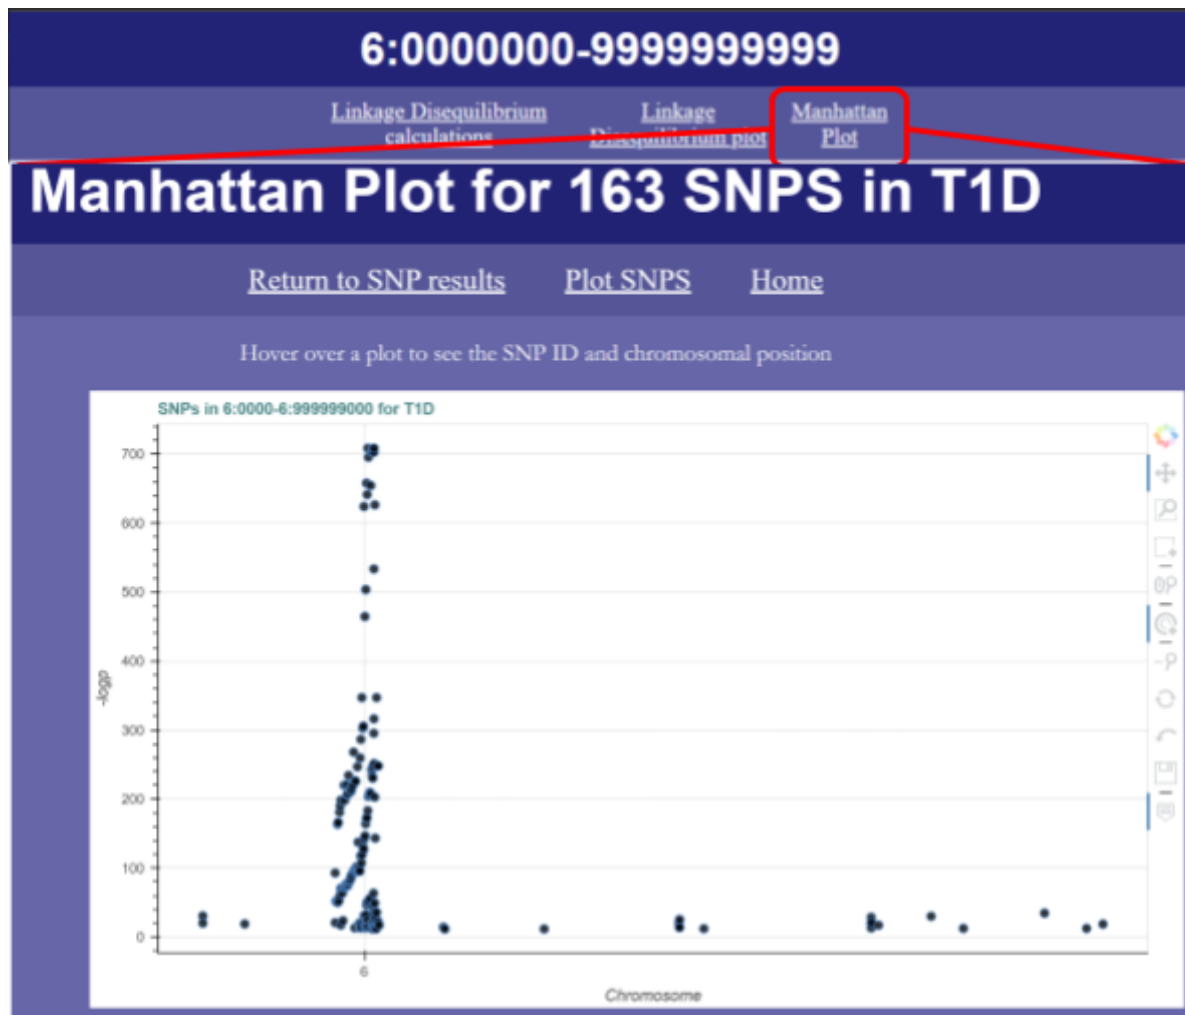 6:0000000-9999999999
Linkage Disequilibrium
calculations
Linkage
Disequilibrium plot
Manhattan
Plot
Manhattan Plot for 163 SNPS in T1D
Return to SNP results
Plot SNPS
Home
Hover over a plot to see the SNP ID and chromosomal position
SNPs in 6:0000-6:999999000 for T1D
700
600
500
400
300
200
100
0
-logp
6
Chromosome